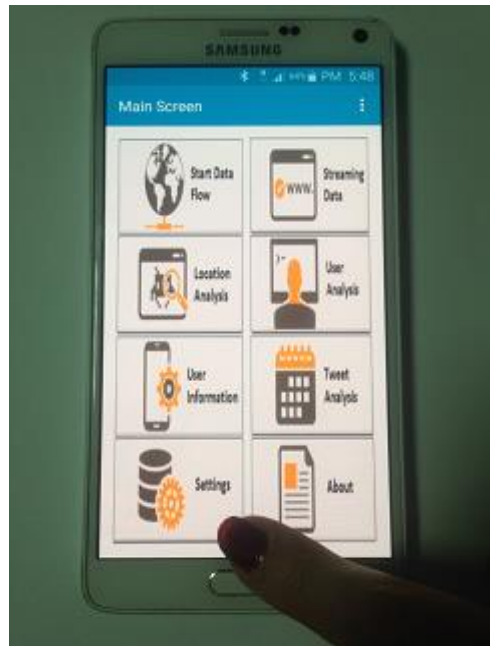 SAMSUNG
PM 5:48
Main Screen
Start Data
Flow
www.
Streaming
Data
Location
Analysis
>-
User
Analysis
User
Information
Tweet
Analysis
Settings
About